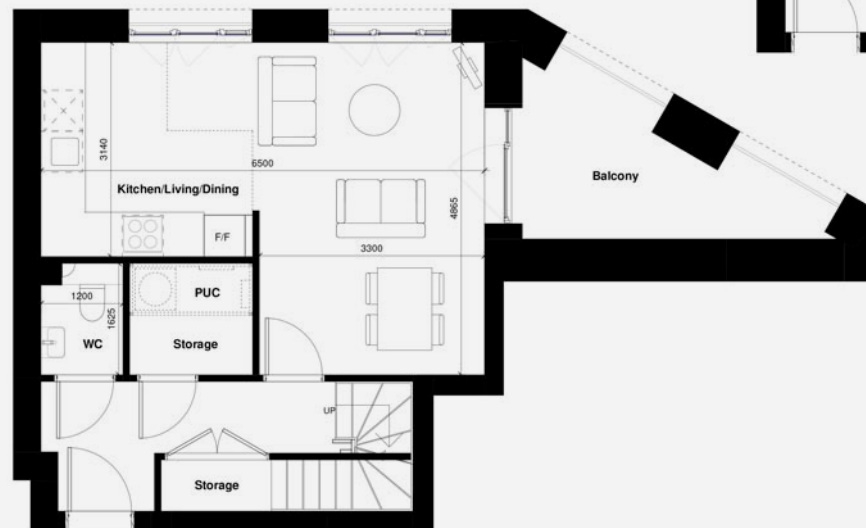 3140
6500
Kitchen/Living/Dining
Balcony
4865
F/F
3300
1200
1625
PUC
WC
Storage
UP
Storage